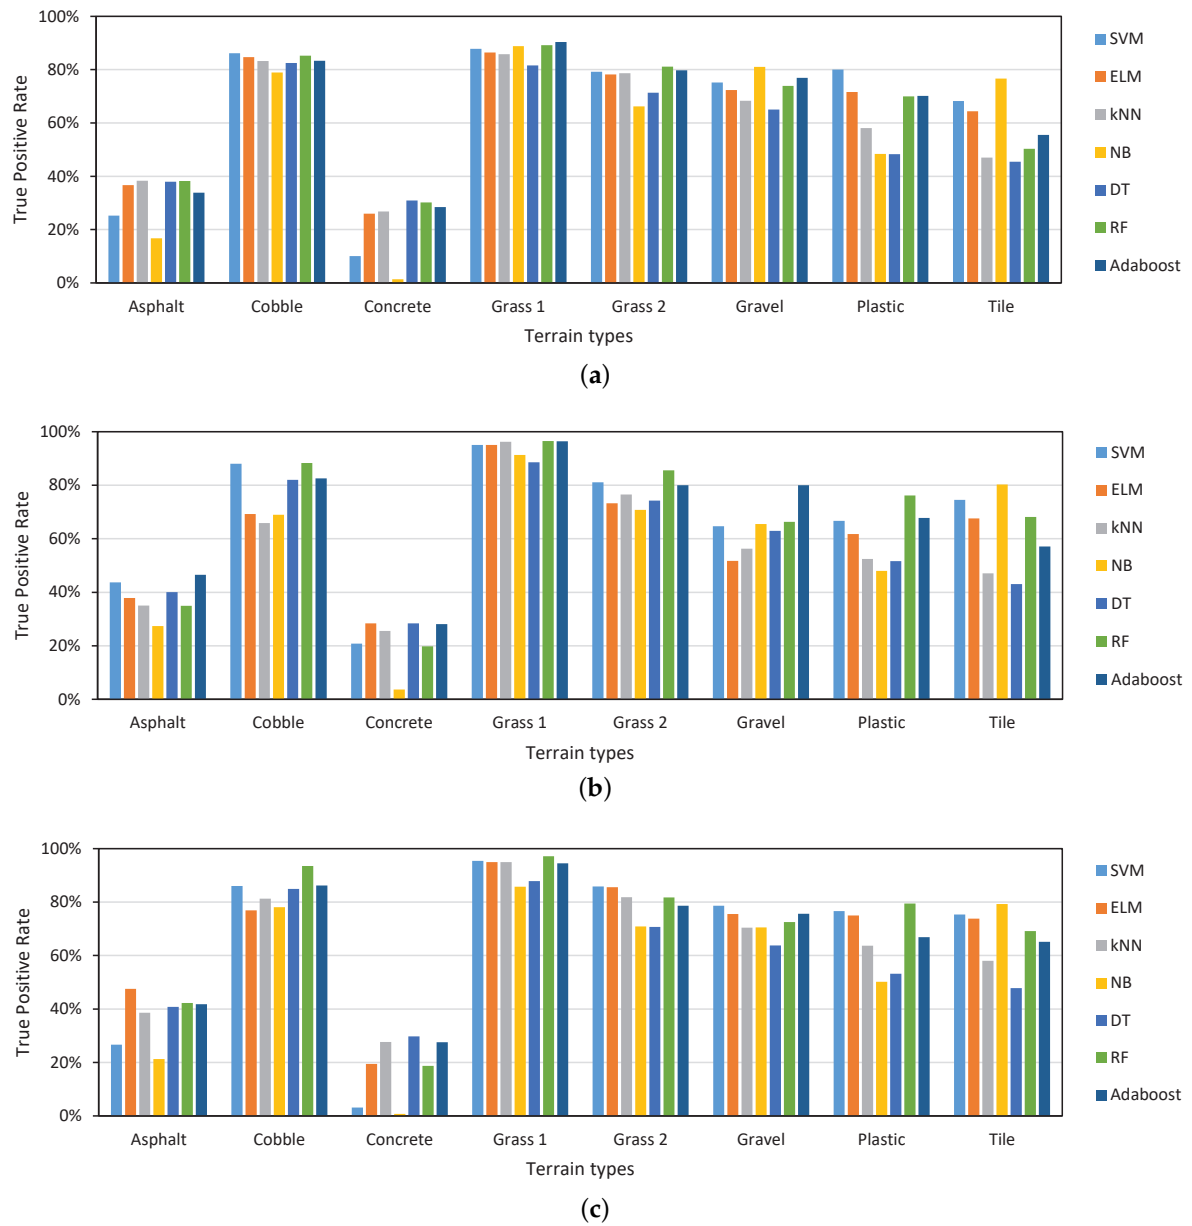 100%
80%
60%
40%
20%
0%
True Positive Rate
Asphalt Cobble Concrete Grass 1 Grass 2 Gravel Plastic Tile
Terrain types
SVM
ELM
kNN
NB
DT
RF
Adaboost
(a)
100%
80%
60%
40%
20%
0%
True Positive Rate
Asphalt Cobble Concrete Grass 1 Grass 2 Gravel Plastic Tile
Terrain types
SVM
ELM
kNN
NB
DT
RF
Adaboost
(b)
100%
80%
60%
40%
20%
0%
True Positive Rate
Asphalt Cobble Concrete Grass 1 Grass 2 Gravel Plastic Tile
Terrain types
SVM
ELM
kNN
NB
DT
RF
Adaboost
(c)